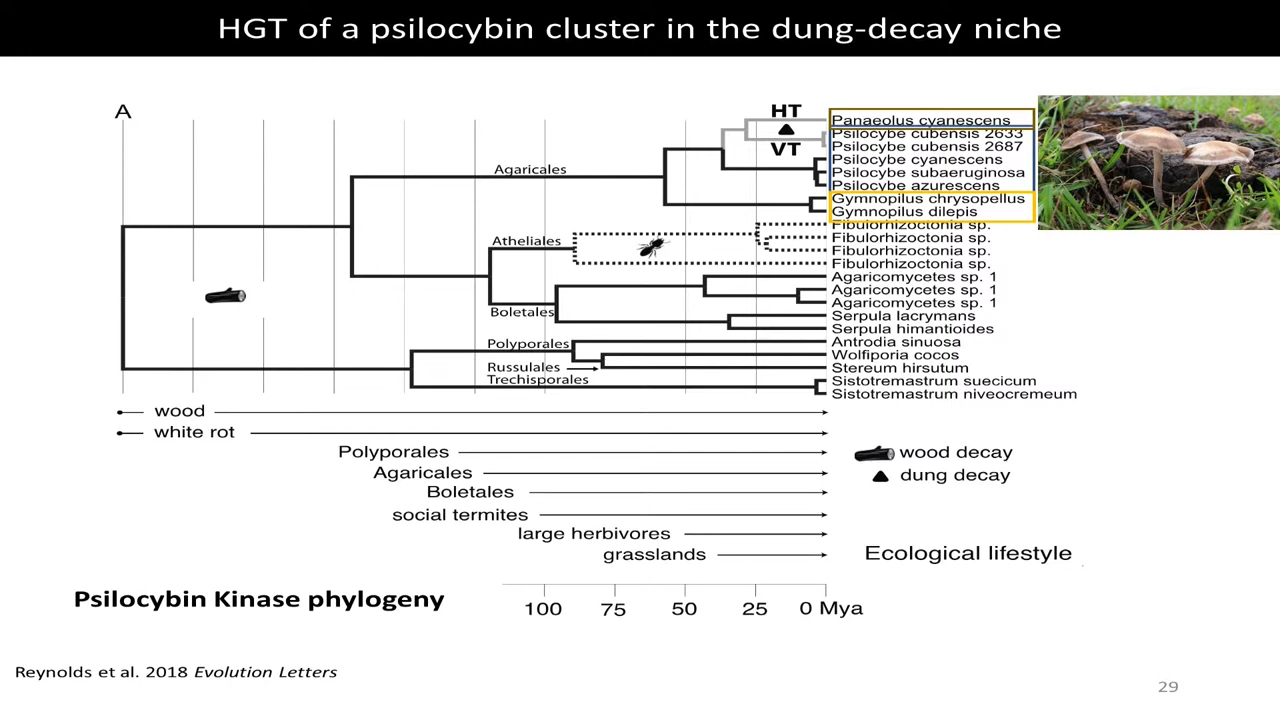 HGT of a psilocybin cluster in the dung-decay niche
A
HT
VT
Agaricales
Atheliales
Boletales
Polyporales
Russulales
Trechisporales
Panaeolus cyanescens
Psilocybe cubensis 2633
Psilocybe cubensis 2687
Psilocybe cyanescens
Psilocybe subaeruginosa
Psilocybe azurescens
Gymnopilus chrysopellus
Gymnopilus dilepis
Fibulorhizoctonia sp.
Fibulorhizoctonia sp.
Fibulorhizoctonia sp.
Fibulorhizoctonia sp.
Agaricomycetes sp. 1
Agaricomycetes sp. 1
Agaricomycetes sp. 1
Serpula lacrymans
Serpula himantioides
Antrodia sinuosa
Wolfiporia cocos
Stereum hirsutum
Sistotremastrum suecicum
Sistotremastrum niveocremeum
wood
white rot
Polyporales
Agaricales
Boletales
social termites
large herbivores
grasslands
wood decay
dung decay
Ecological lifestyle
Psilocybin Kinase phylogeny
100 75 50 25 0 Mya
Reynolds et al. 2018 Evolution Letters
29